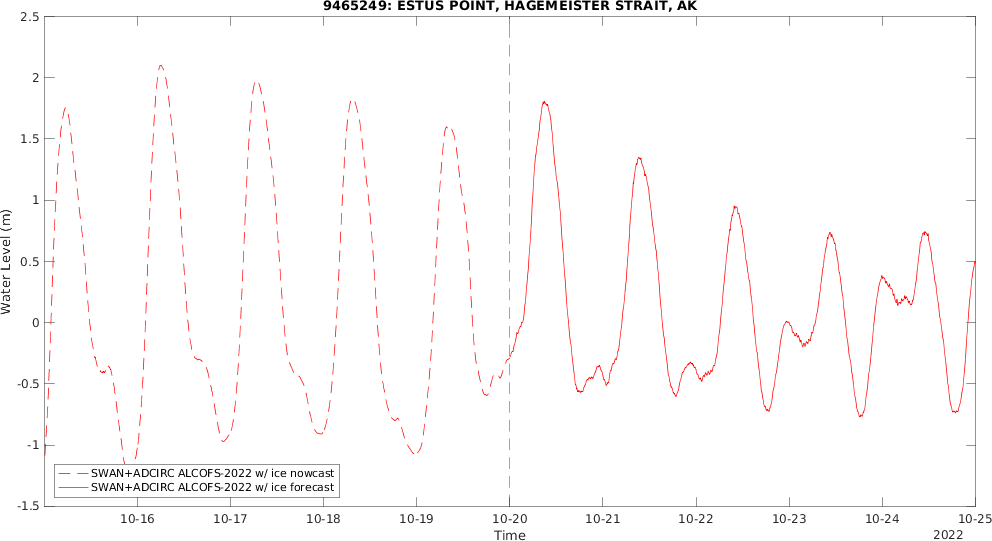 9465249: ESTUS POINT, HAGEMEISTER STRAIT, AK
2.5
2
1.5
1
0.5
0
-0.5
-1
-1.5
Water Level (m)
SWAN+ADCIRC ALCOFS-2022 w/ ice nowcast
SWAN+ADCIRC ALCOFS-2022 w/ ice forecast
10-16 10-17 10-18 10-19 10-20 10-21 10-22 10-23 10-24 10-25
Time
2022